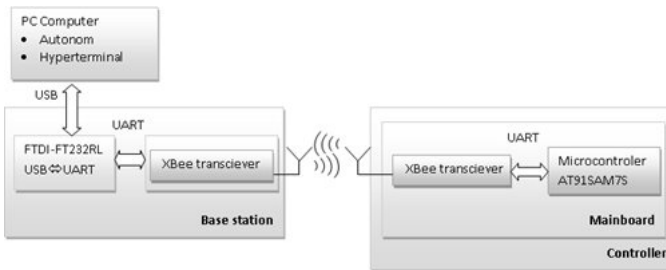 PC Computer
• Autonom
• Hyperterminal
USB
UART
FTDI-FT232RL
USB⇔UART
XBee transciever
Base station
UART
XBee transciever
Microcontroler
AT91SAM7S
Mainboard
Controller